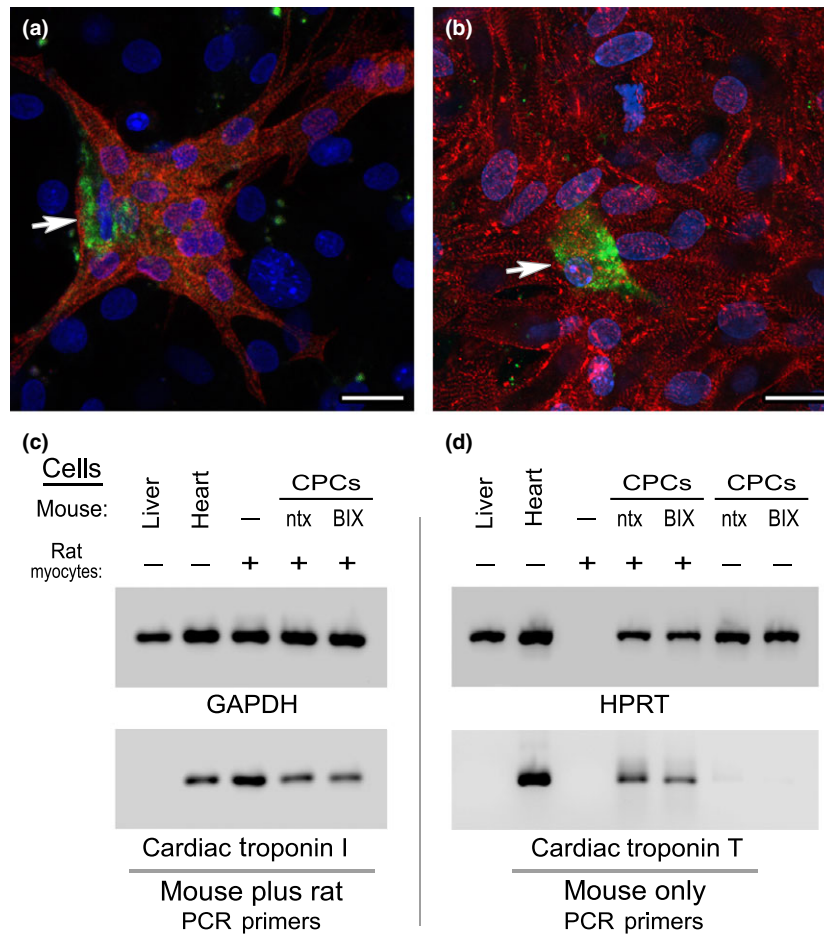 (a)
(b)
(c)
Cells
Mouse:
Rat
myocytes:
Liver
Heart
—
CPCs
ntx BIX
— — + + +
GAPDH
Cardiac troponin I
Mouse plus rat
PCR primers
(d)
Liver
Heart
CPCs
CPCs
ntx BIX ntx BIX
— — + + + — —
HPRT
Cardiac troponin T
Mouse only
PCR primers